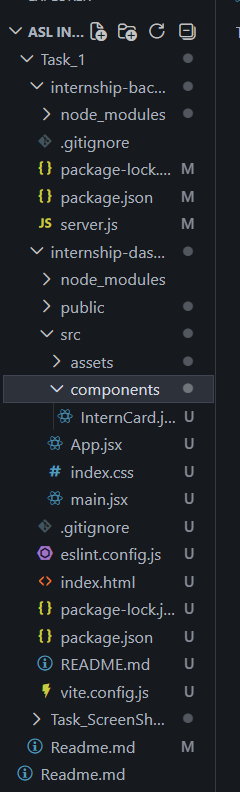 ASL IN...
Task_1
internship-bac...
node_modules
.gitignore
package-lock.... M
package.json M
server.js M
internship-das...
node_modules
public
src
assets
components
InternCard.j... U
App.jsx U
index.css U
main.jsx U
.gitignore U
eslint.config.js U
index.html U
package-lock.j... U
package.json U
README.md U
vite.config.js U
Task_ScreenSh...
Readme.md M
Readme.md